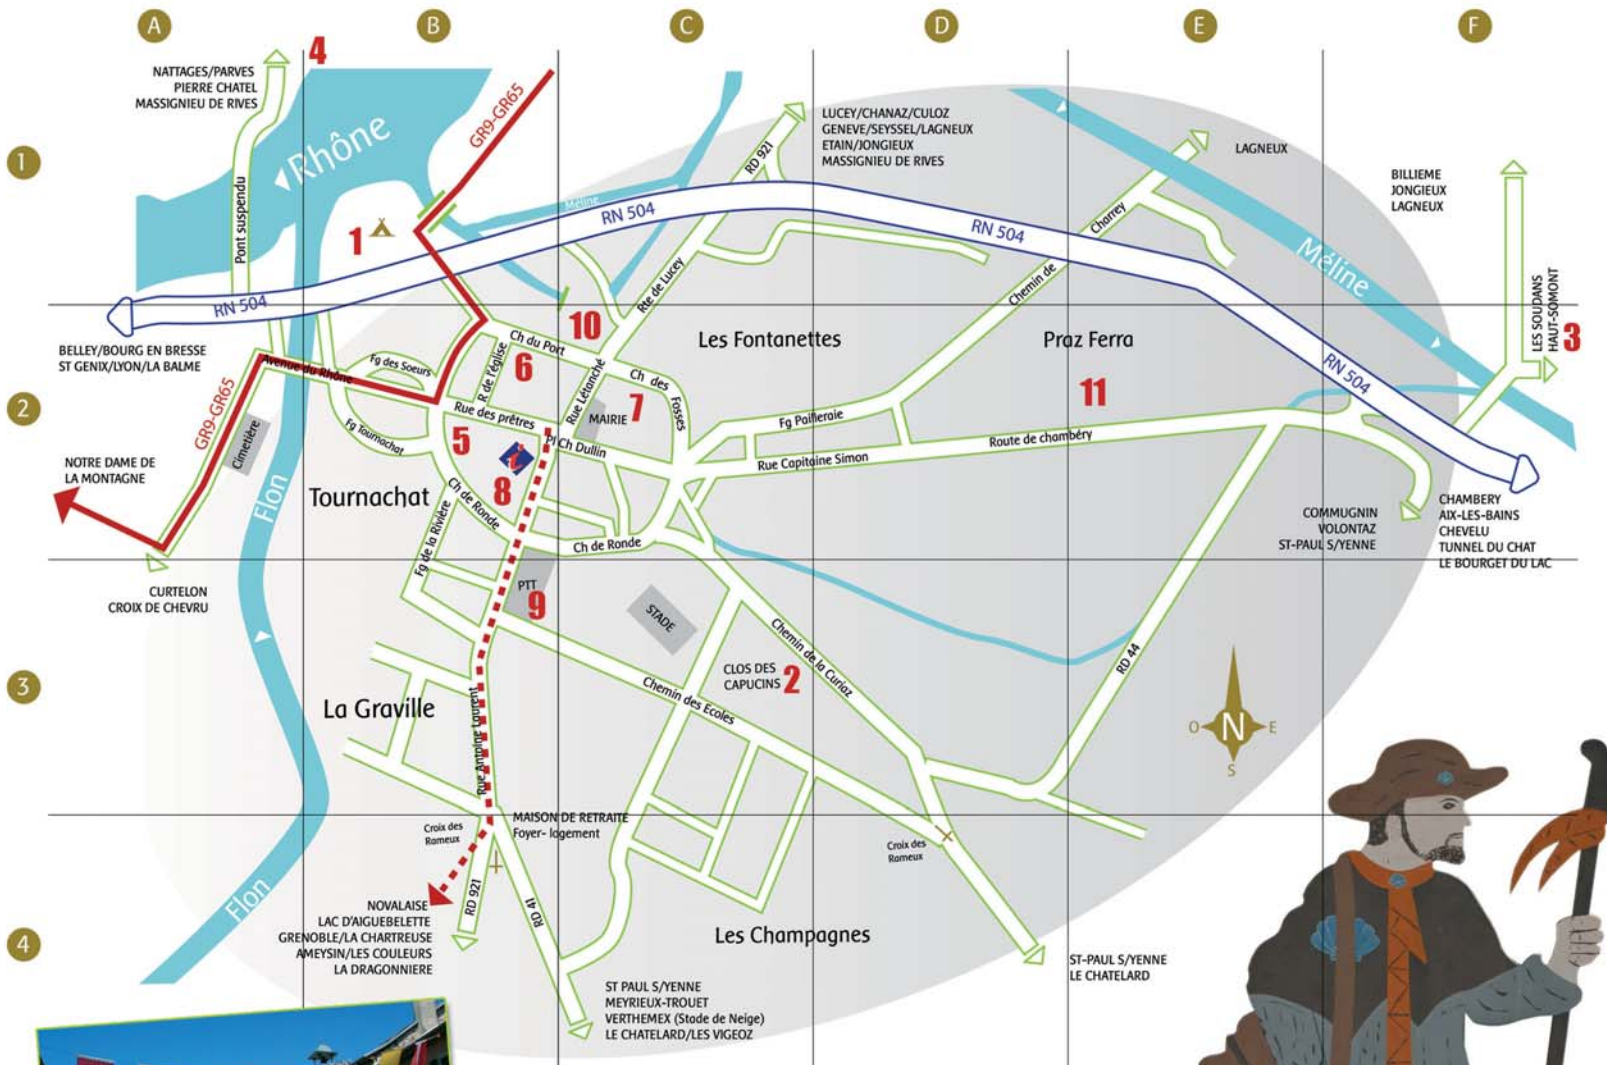 A
B
C
D
E
F
1
2
3
4
4
NATTAGES/PARVES
PIERRE CHATEL
MASSIGNIEU DE RIVES
Rhône
GR9-GR65
Pont suspendu
1
Méline
RN 504
RD 921
LUCEY/CHANAZ/CULOZ
GENEVE/SEYSSEL/LAGNEUX
ETAIN/JONGIEUX
MASSIGNIEU DE RIVES
RN 504
LAGNEUX
Chemin de
Charrey
Méline
BILLIEME
JONGIEUX
LAGNEUX
LES SOUDANS
HAUT-SOMONT
3
RN 504
BELLEY/BOURG EN BRESSE
ST GENIX/LYON/LA BALME
Avenue du Rhône
Fg des Soeurs
GR9-GR65
Cimetière
NOTRE DAME DE
LA MONTAGNE
CURTELON
CROIX DE CHEVRU
Flon
Fg Tournachat
Tournachat
R de l'église
6
Ch du Port
10
Rte de Lucey
Rue Létanché
Ch des
Fosses
7
MAIRIE
Rue des prêtres
Pl Ch Dullin
5
i
8
Ch de Ronde
Ch de Ronde
Fg de la Rivière
Les Fontanettes
Praz Ferra
11
Fg Pailleraie
Rue Capitaine Simon
Route de chambéry
RN 504
COMMUGNIN
VOLONTAZ
ST-PAUL S/YENNE
CHAMBERY
AIX-LES-BAINS
CHEVELU
TUNNEL DU CHAT
LE BOURGET DU LAC
PTT
9
STADE
CLOS DES
CAPUCINS
2
Chemin de la Curiaz
Chemin des Ecoles
RD 44
La Graville
Rue Antoine Laurent
N
O
E
S
MAISON DE RETRAITE
Foyer- logement
Croix des
Rameux
Croix des
Rameux
Flon
RD 921
RD 41
NOVALAISE
LAC D'AIGUEBELETTE
GRENOBLE/LA CHARTREUSE
AMEYSIN/LES COULEURS
LA DRAGONNIERE
Les Champagnes
ST PAUL S/YENNE
MEYRIEUX-TROUET
VERTHEMEX (Stade de Neige)
LE CHATELARD/LES VIGEOZ
ST-PAUL S/YENNE
LE CHATELARD